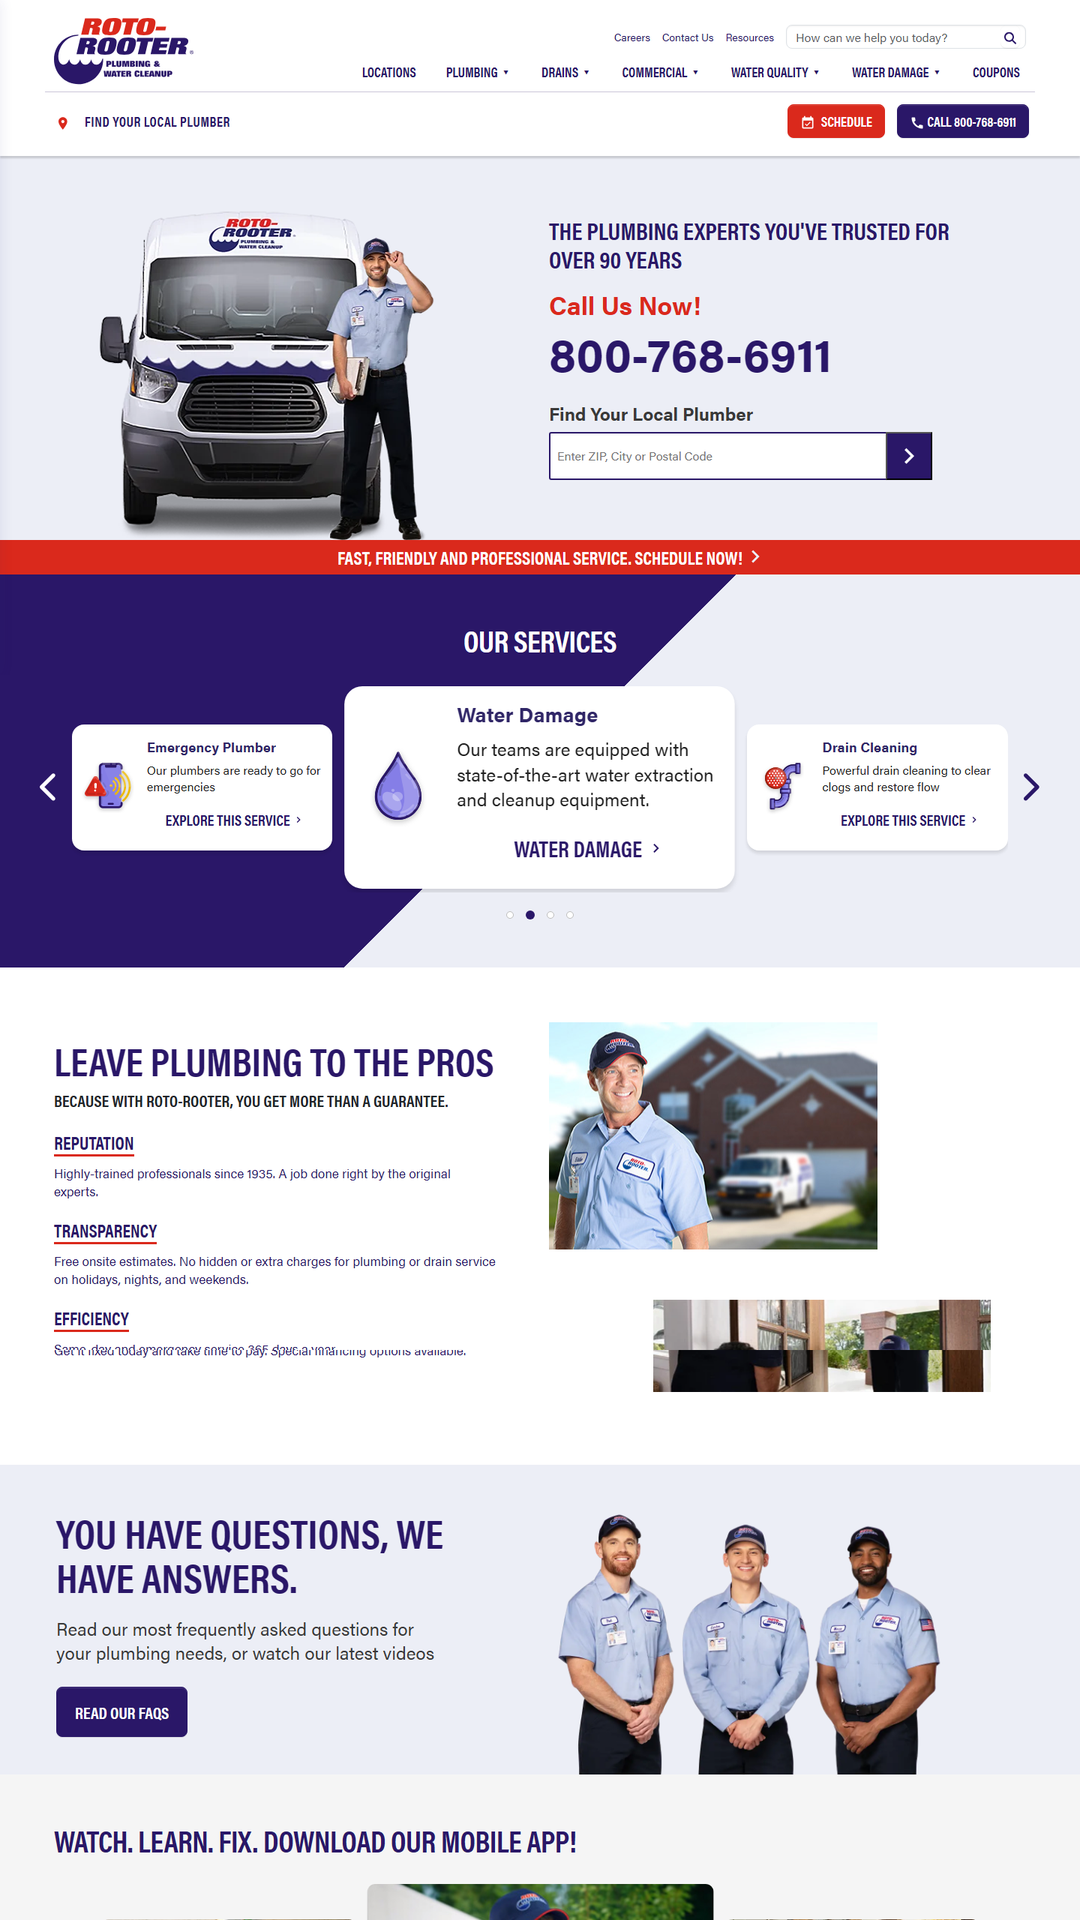 ROTO-
ROOTER
PLUMBING &
WATER CLEANUP
Careers Contact Us Resources How can we help you today?
LOCATIONS PLUMBING DRAINS COMMERCIAL WATER QUALITY WATER DAMAGE COUPONS
FIND YOUR LOCAL PLUMBER SCHEDULE CALL 800-768-6911
ROTO-
ROOTER
PLUMBING &
WATER CLEANUP
THE PLUMBING EXPERTS YOU'VE TRUSTED FOR
OVER 90 YEARS
Call Us Now!
800-768-6911
Find Your Local Plumber
Enter ZIP, City or Postal Code
FAST, FRIENDLY AND PROFESSIONAL SERVICE. SCHEDULE NOW!
OUR SERVICES
Emergency Plumber
Our plumbers are ready to go for
emergencies
EXPLORE THIS SERVICE
Water Damage
Our teams are equipped with
state-of-the-art water extraction
and cleanup equipment.
WATER DAMAGE
Drain Cleaning
Powerful drain cleaning to clear
clogs and restore flow
EXPLORE THIS SERVICE
LEAVE PLUMBING TO THE PROS
BECAUSE WITH ROTO-ROOTER, YOU GET MORE THAN A GUARANTEE.
REPUTATION
Highly-trained professionals since 1935. A job done right by the original
experts.
TRANSPARENCY
Free onsite estimates. No hidden or extra charges for plumbing or drain service
on holidays, nights, and weekends.
EFFICIENCY
options available.
YOU HAVE QUESTIONS, WE
HAVE ANSWERS.
Read our most frequently asked questions for
your plumbing needs, or watch our latest videos
READ OUR FAQS
WATCH. LEARN. FIX. DOWNLOAD OUR MOBILE APP!